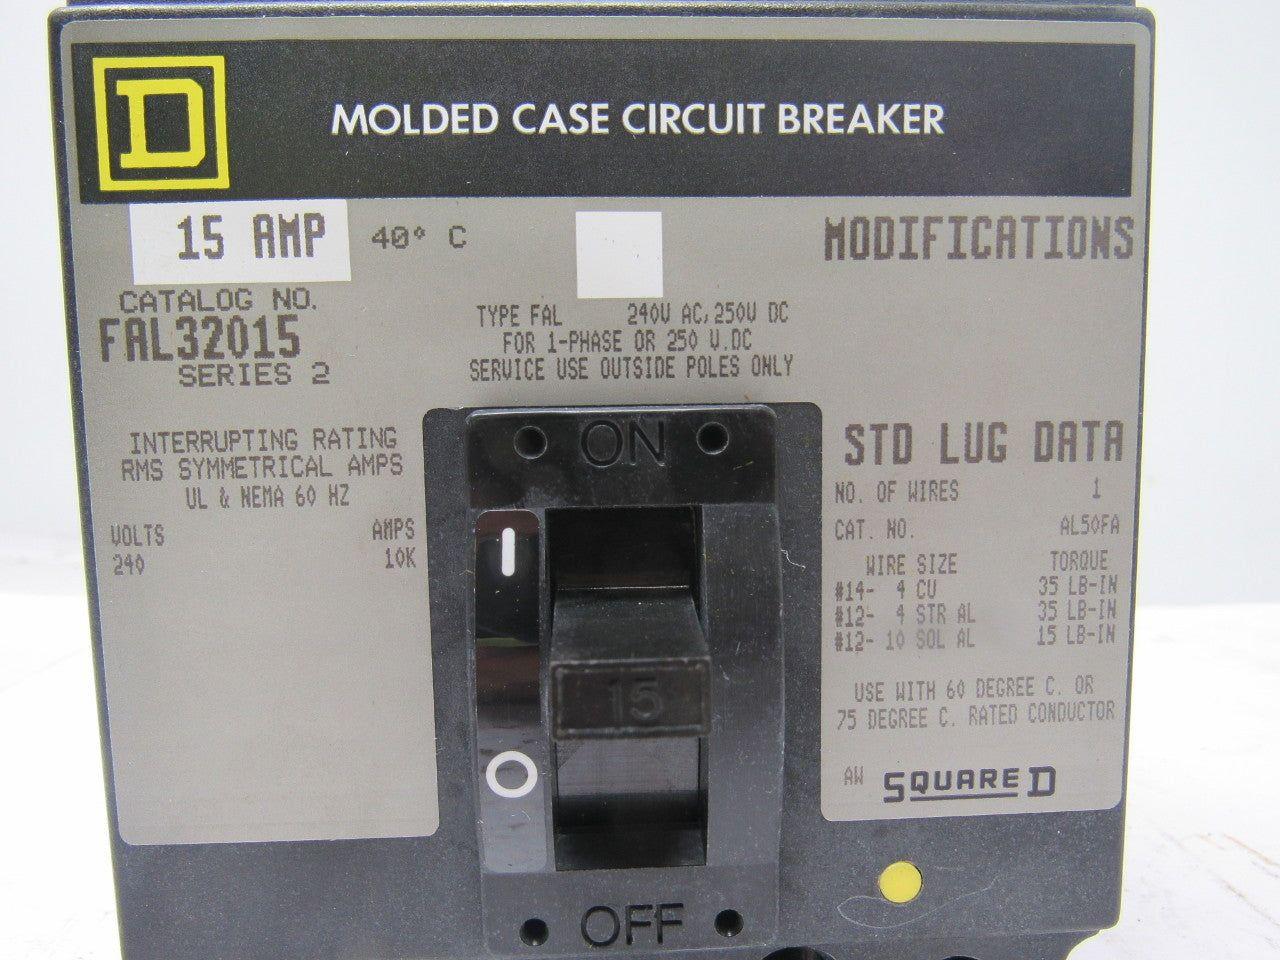 D
MOLDED CASE CIRCUIT BREAKER
15 AMP 40° C
CATALOG NO.
FAL32015
SERIES 2
TYPE FAL 240V AC, 250V DC
FOR 1-PHASE OR 250 V.DC
SERVICE USE OUTSIDE POLES ONLY
MODIFICATIONS
INTERRUPTING RATING
RMS SYMMETRICAL AMPS
UL & NEMA 60 HZ
VOLTS AMPS
240 10K
ON
I
15
O
OFF
STD LUG DATA
NO. OF WIRES 1
CAT. NO. AL50FA
WIRE SIZE TORQUE
#14- 4 CU 35 LB-IN
#12- 4 STR AL 35 LB-IN
#12- 10 SOL AL 15 LB-IN
USE WITH 60 DEGREE C. OR
75 DEGREE C. RATED CONDUCTOR
AW SQUARE D